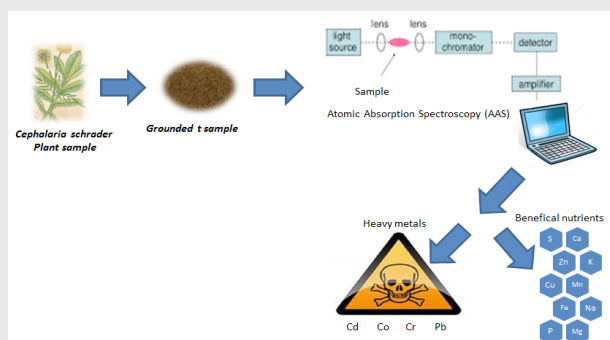 light
source
lens
lens
mono-
chromator
detector
amplifier
Sample
Atomic Absorption Spectroscopy (AAS)
Cephalaria schrader
Plant sample
Grounded t sample
Heavy metals
Cd Co Cr Pb
Benefical nutrients
S Ca
Zn K
Cu Mn
Fe Na
P Mg